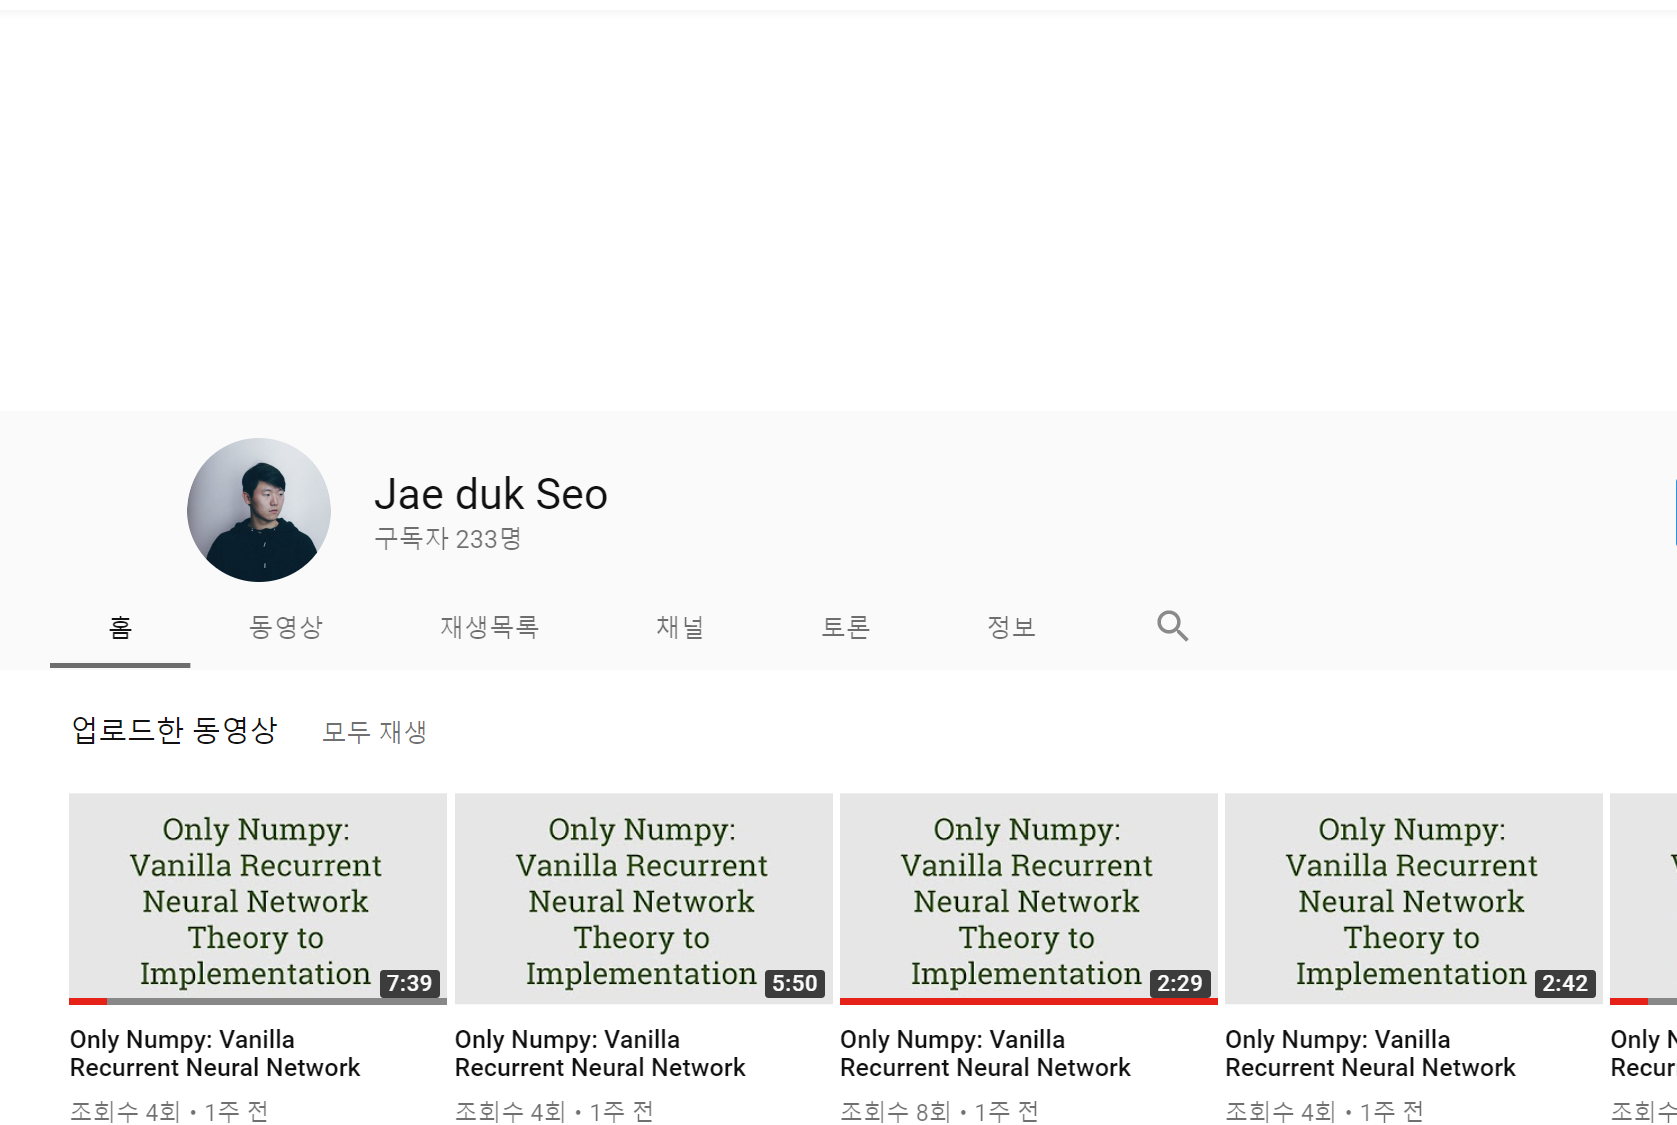 Jae duk Seo
구독자 233명
홈 동영상 재생목록 채널 토론 정보
업로드한 동영상 모두 재생
Only Numpy:
Vanilla Recurrent
Neural Network
Theory to
Implementation
7:39
Only Numpy: Vanilla
Recurrent Neural Network
조회수 4회 • 1주 전
Only Numpy:
Vanilla Recurrent
Neural Network
Theory to
Implementation
5:50
Only Numpy: Vanilla
Recurrent Neural Network
조회수 4회 • 1주 전
Only Numpy:
Vanilla Recurrent
Neural Network
Theory to
Implementation
2:29
Only Numpy: Vanilla
Recurrent Neural Network
조회수 8회 • 1주 전
Only Numpy:
Vanilla Recurrent
Neural Network
Theory to
Implementation
2:42
Only Numpy: Vanilla
Recurrent Neural Network
조회수 4회 • 1주 전
Only
조회수